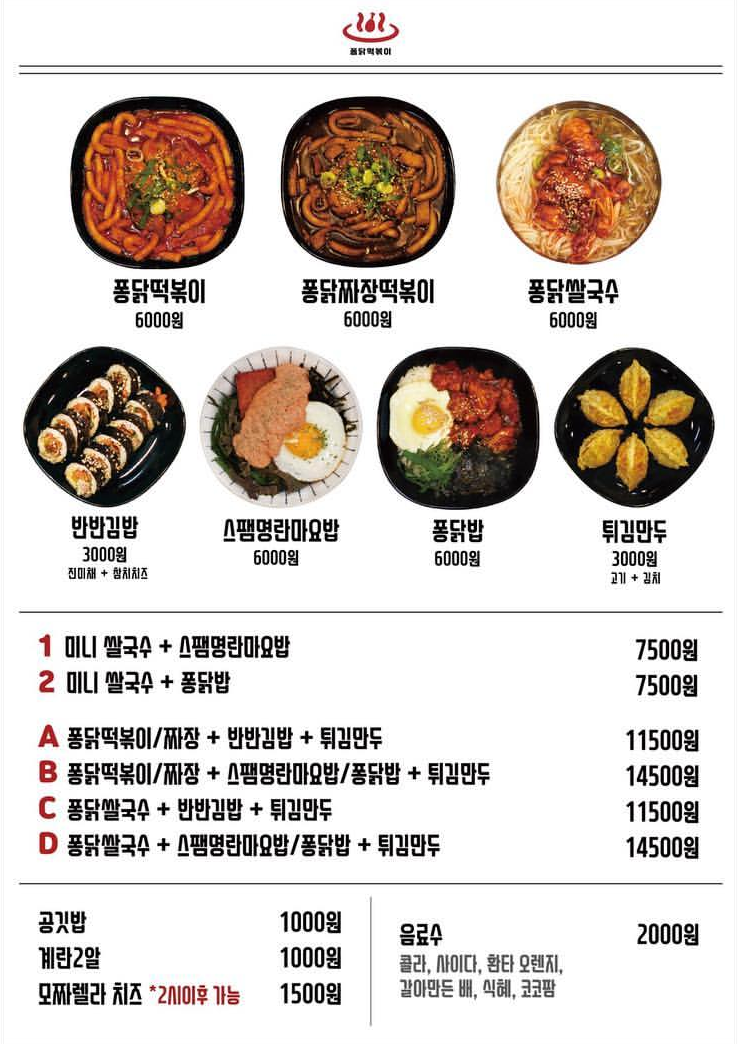 퐁닭떡볶이
퐁닭떡볶이
6000원
퐁닭짜장떡볶이
6000원
퐁닭쌀국수
6000원
반반김밥
3000원
진미채 + 참치치즈
스팸명란마요밥
6000원
퐁닭밥
6000원
튀김만두
3000원
고기 + 김치
1 미니 쌀국수 + 스팸명란마요밥 7500원
2 미니 쌀국수 + 퐁닭밥 7500원
A 퐁닭떡볶이/짜장 + 반반김밥 + 튀김만두 11500원
B 퐁닭떡볶이/짜장 + 스팸명란마요밥/퐁닭밥 + 튀김만두 14500원
C 퐁닭쌀국수 + 반반김밥 + 튀김만두 11500원
D 퐁닭쌀국수 + 스팸명란마요밥/퐁닭밥 + 튀김만두 14500원
공깃밥 1000원
계란2알 1000원
모짜렐라 치즈 *2시이후 가능 1500원
음료수 2000원
콜라, 사이다, 환타 오렌지,
갈아만든 배, 식혜, 코코팜